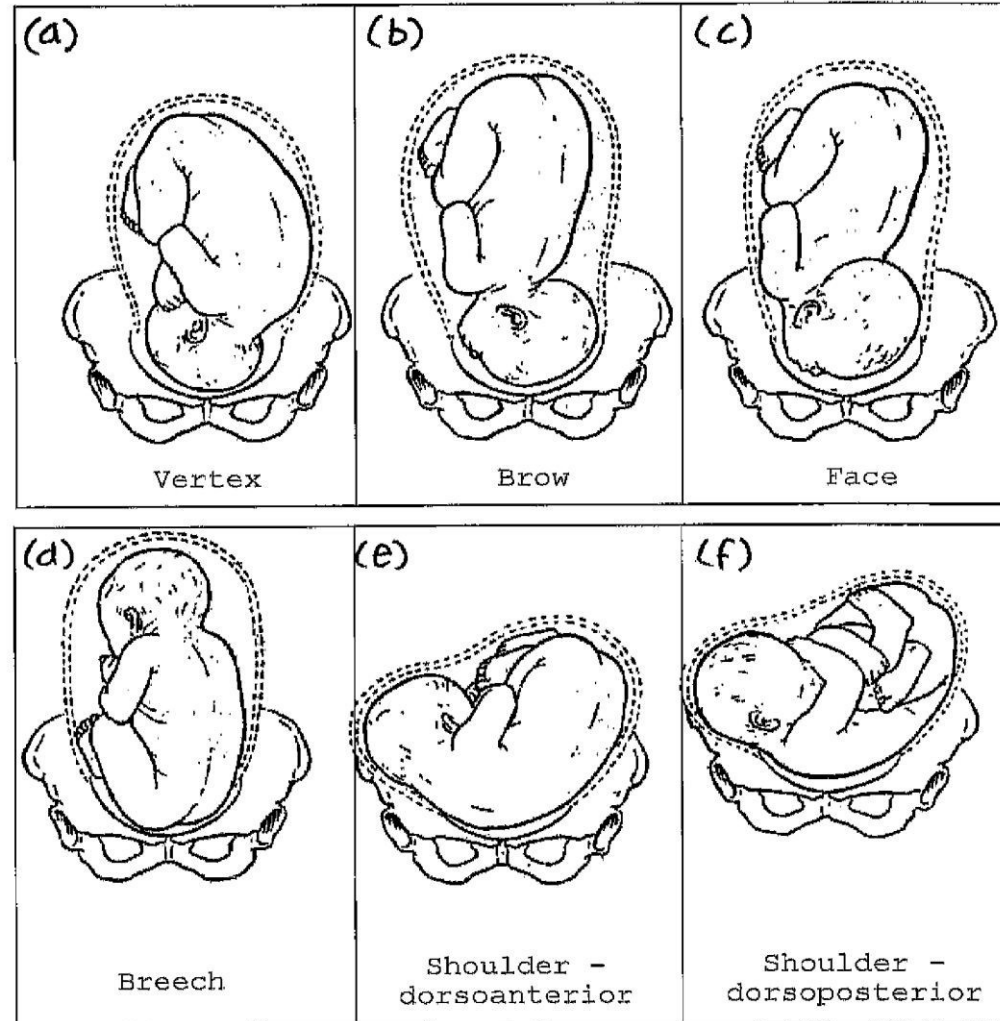 (a)
(b)
(c)
Vertex
Brow
Face
(d)
(e)
(f)
Breech
Shoulder –
dorsoanterior
Shoulder –
dorsoposterior